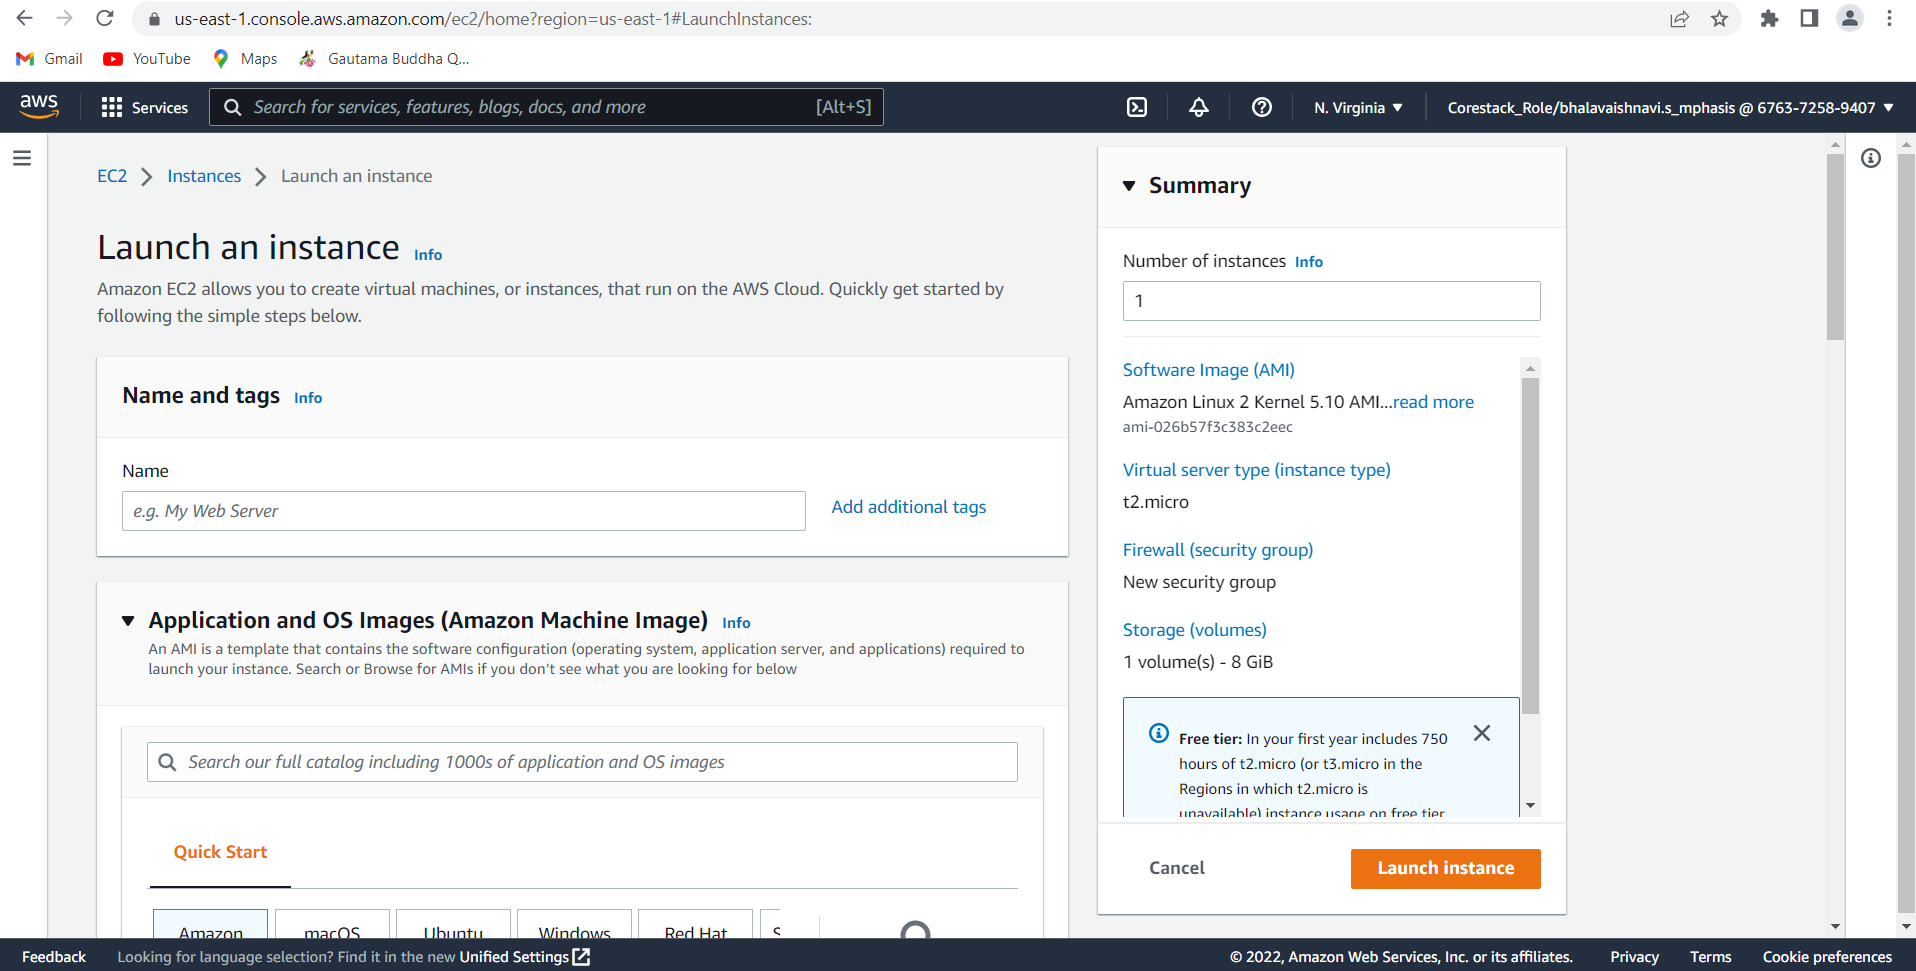 us-east-1.console.aws.amazon.com/ec2/home?region=us-east-1#LaunchInstances:
Gmail YouTube Maps Gautama Buddha Q...
aws Services Search for services, features, blogs, docs, and more [Alt+S] N. Virginia ▼ Corestack_Role/bhalavaishnavi.s_mphasis @ 6763-7258-9407 ▼
EC2 > Instances > Launch an instance
Launch an instance Info
Amazon EC2 allows you to create virtual machines, or instances, that run on the AWS Cloud. Quickly get started by
following the simple steps below.
Name and tags Info
Name
e.g. My Web Server
Add additional tags
Application and OS Images (Amazon Machine Image) Info
An AMI is a template that contains the software configuration (operating system, application server, and applications) required to
launch your instance. Search or Browse for AMIs if you don't see what you are looking for below
Search our full catalog including 1000s of application and OS images
Quick Start
Amazon macOS Ubuntu Windows Red Hat S
Summary
Number of instances Info
1
Software Image (AMI)
Amazon Linux 2 Kernel 5.10 AMI...read more
ami-026b57f3c383c2eec
Virtual server type (instance type)
t2.micro
Firewall (security group)
New security group
Storage (volumes)
1 volume(s) - 8 GiB
Free tier: In your first year includes 750
hours of t2.micro (or t3.micro in the
Regions in which t2.micro is
unavailable) instance usage on free tier
Cancel Launch instance
Feedback Looking for language selection? Find it in the new Unified Settings © 2022, Amazon Web Services, Inc. or its affiliates. Privacy Terms Cookie preferences